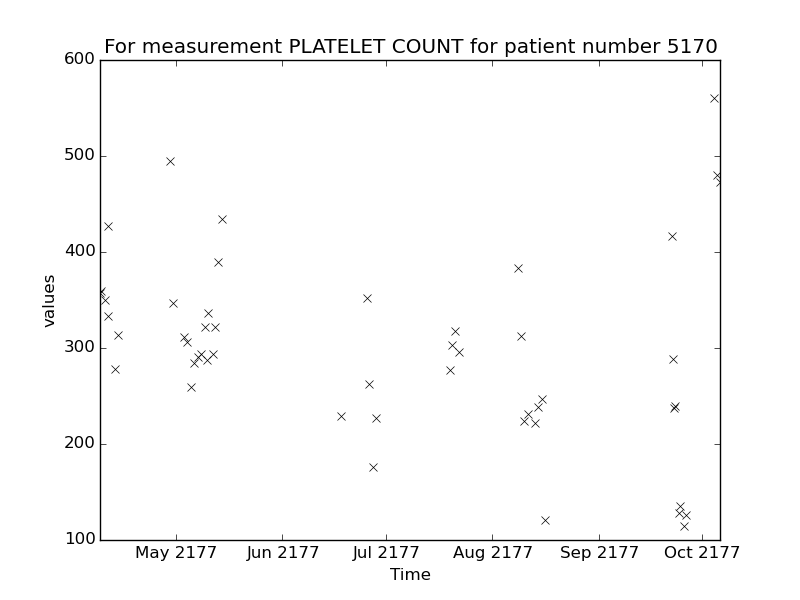 For measurement PLATELET COUNT for patient number 5170
600
500
400
300
200
100
values
May 2177 Jun 2177 Jul 2177 Aug 2177 Sep 2177 Oct 2177
Time